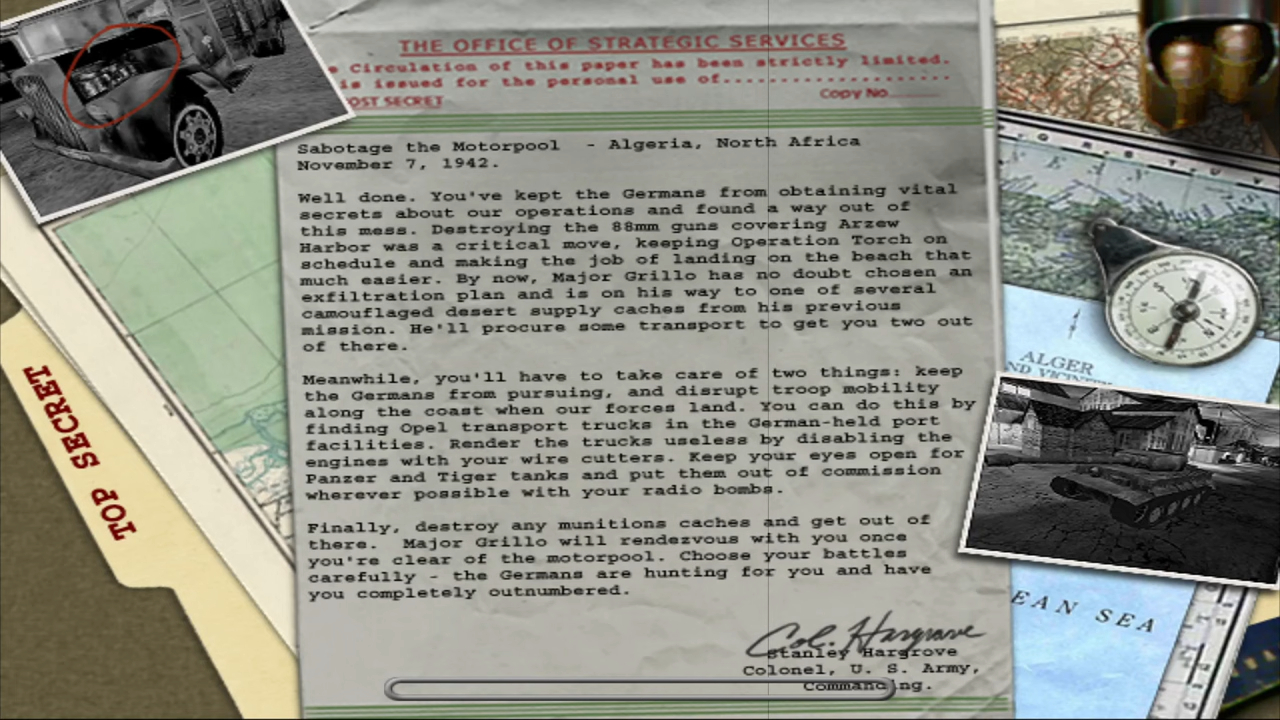 THE OFFICE OF STRATEGIC SERVICES
Circulation of this paper has been strictly limited.
is issued for the personal use of....................
OST SECRET
Copy No
Sabotage the Motorpool - Algeria, North Africa
November 7, 1942.
Well done. You've kept the Germans from obtaining vital
secrets about our operations and found a way out of
this mess. Destroying the 88mm guns covering Arzew
Harbor was a critical move, keeping Operation Torch on
schedule and making the job of landing on the beach that
much easier. By now, Major Grillo has no doubt chosen an
exfiltration plan and is on his way to one of several
camouflaged desert supply caches from his previous
mission. He'll procure some transport to get you two out
of there.
Meanwhile, you'll have to take care of two things: keep
the Germans from pursuing, and disrupt troop mobility
along the coast when our forces land. You can do this by
finding Opel transport trucks in the German-held port
facilities. Render the trucks useless by disabling the
engines with your wire cutters. Keep your eyes open for
Panzer and Tiger tanks and put them out of commission
wherever possible with your radio bombs.
Finally, destroy any munitions caches and get out of
there. Major Grillo will rendezvous with you once
you're clear of the motorpool. Choose your battles
carefully - the Germans are hunting for you and have
you completely outnumbered.
Col. Hargrave
Stanley Hargrove
Colonel, U. S. Army,
Commanding.
TOP SECRET
ALGER
ND VICINITY
EAN SEA